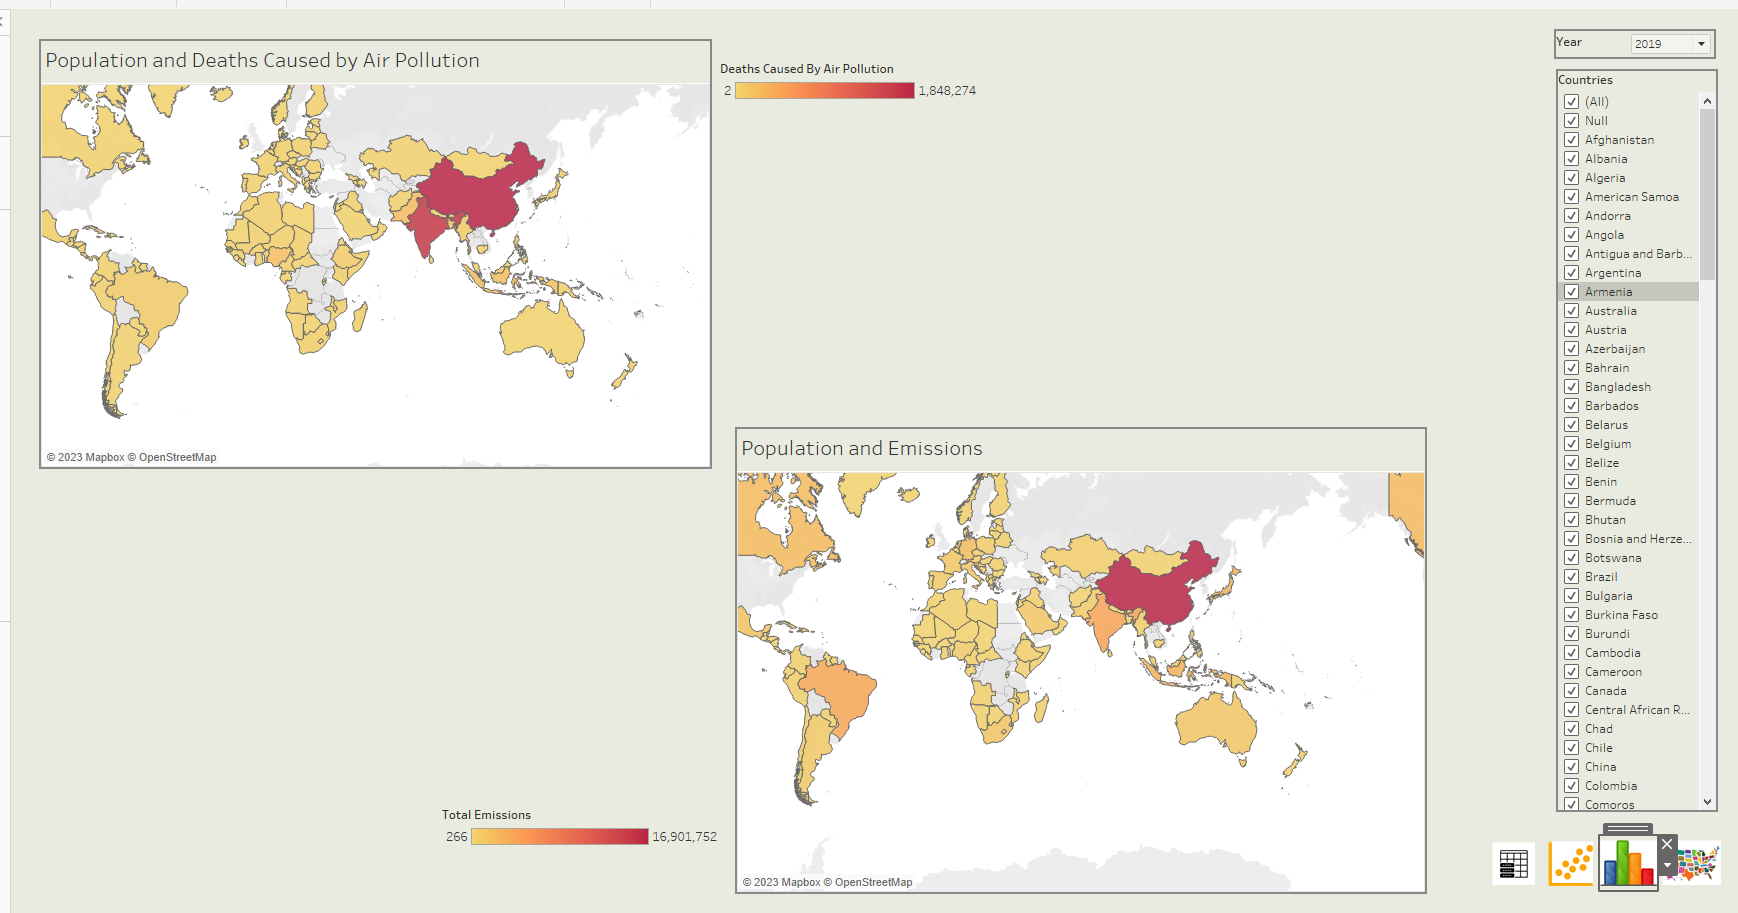 Population and Deaths Caused by Air Pollution
© 2023 Mapbox © OpenStreetMap
Deaths Caused By Air Pollution
2 1,848,274
Population and Emissions
© 2023 Mapbox © OpenStreetMap
Total Emissions
266 16,901,752
Year 2019
Countries
(All)
Null
Afghanistan
Albania
Algeria
American Samoa
Andorra
Angola
Antigua and Barb...
Argentina
Armenia
Australia
Austria
Azerbaijan
Bahrain
Bangladesh
Barbados
Belarus
Belgium
Belize
Benin
Bermuda
Bhutan
Bosnia and Herze...
Botswana
Brazil
Bulgaria
Burkina Faso
Burundi
Cambodia
Cameroon
Canada
Central African R...
Chad
Chile
China
Colombia
Comoros